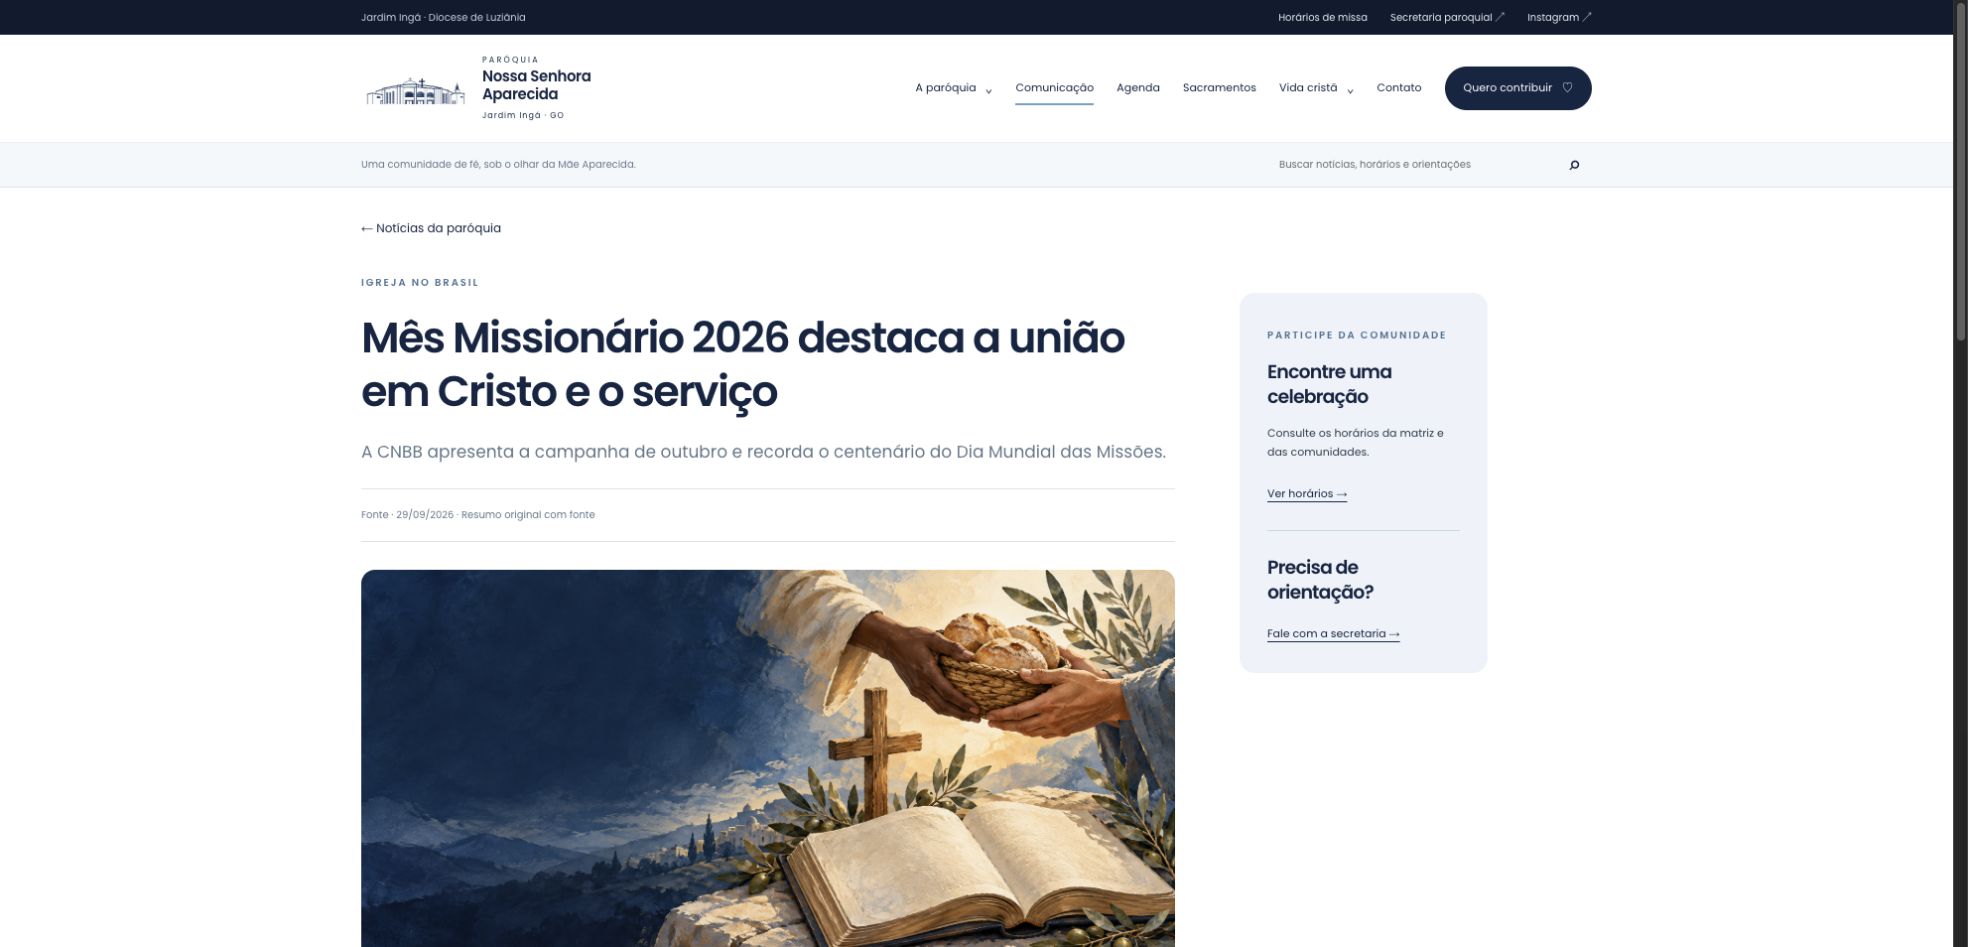 Jardim Ingá · Diocese de Luziânia
Horários de missa
Secretaria paroquial ↗
Instagram ↗
PARÓQUIA
Nossa Senhora
Aparecida
Jardim Ingá · GO
A paróquia
Comunicação
Agenda
Sacramentos
Vida cristã
Contato
Quero contribuir ♡
Uma comunidade de fé, sob o olhar da Mãe Aparecida.
Buscar notícias, horários e orientações
← Notícias da paróquia
IGREJA NO BRASIL
Mês Missionário 2026 destaca a união
em Cristo e o serviço
A CNBB apresenta a campanha de outubro e recorda o centenário do Dia Mundial das Missões.
Fonte · 29/09/2026 · Resumo original com fonte
PARTICIPE DA COMUNIDADE
Encontre uma
celebração
Consulte os horários da matriz e
das comunidades.
Ver horários →
Precisa de
orientação?
Fale com a secretaria →